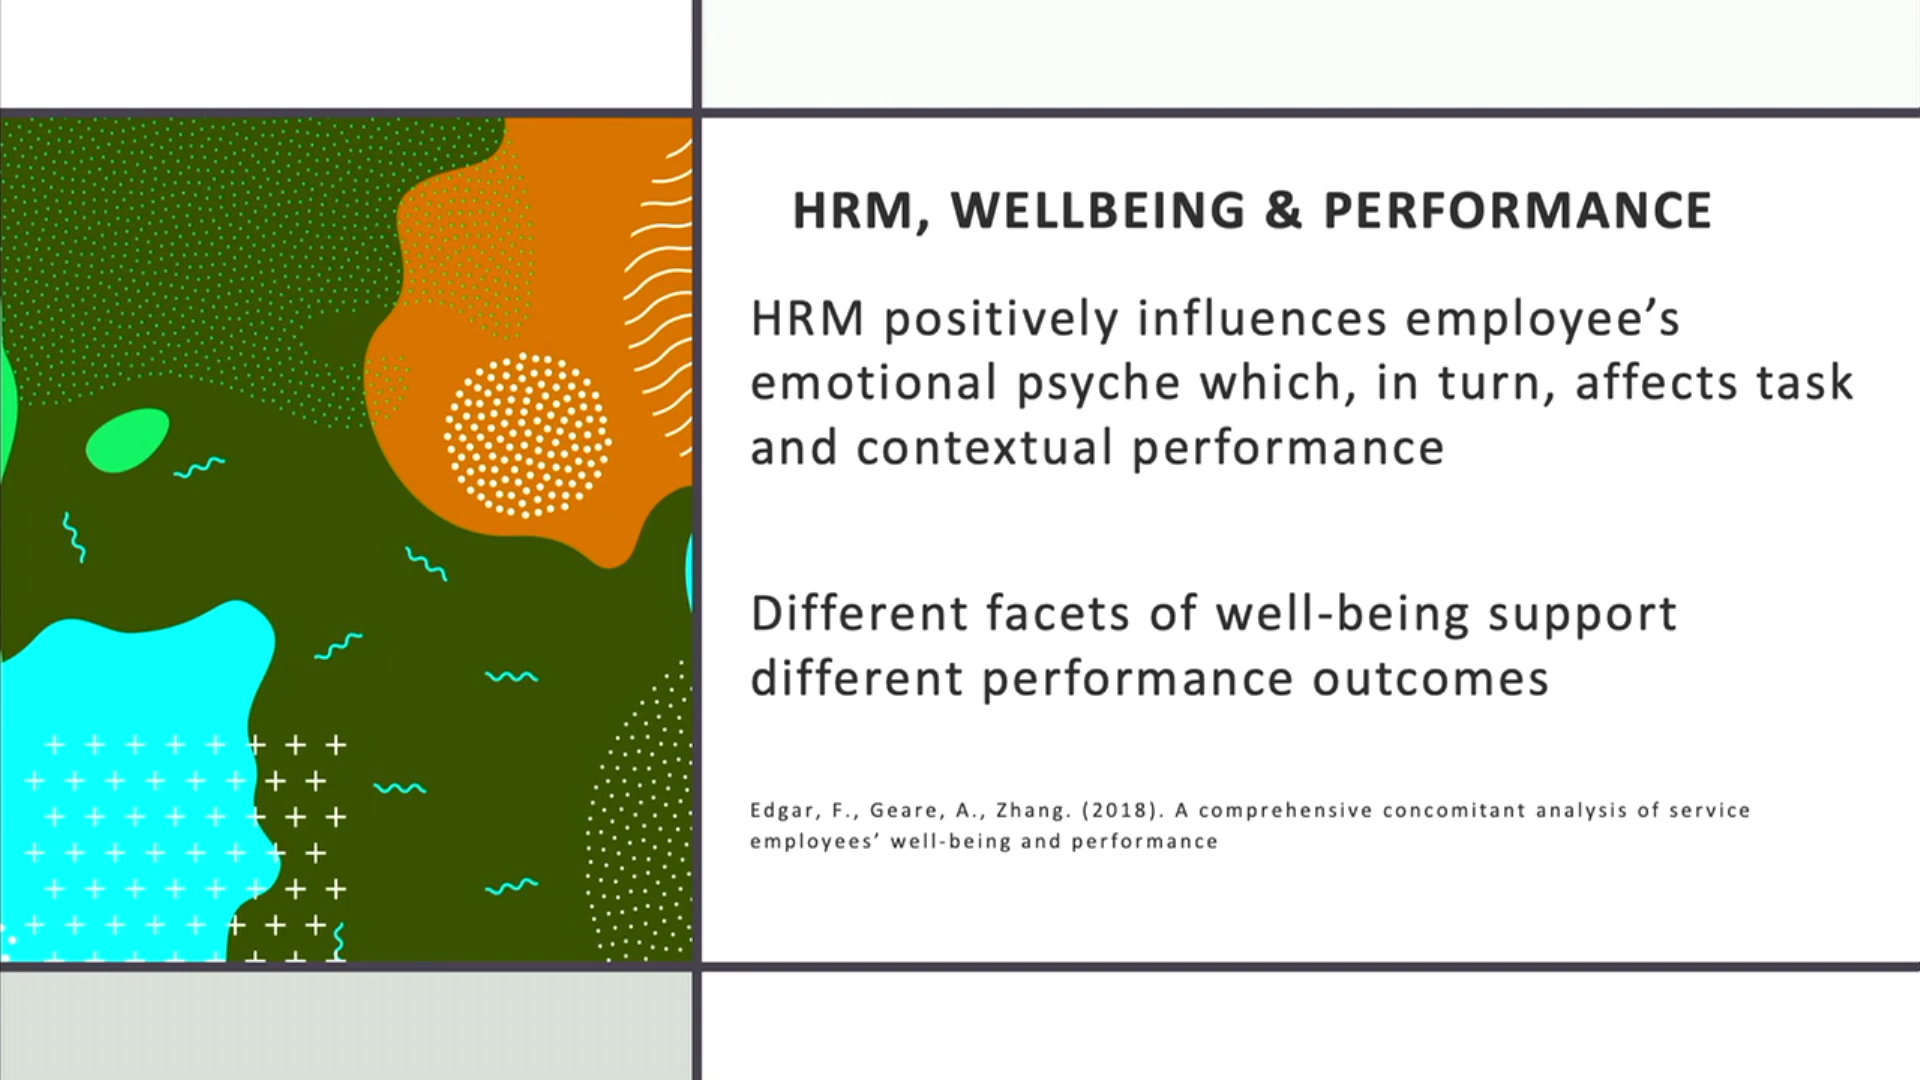 HRM, WELLBEING & PERFORMANCE
HRM positively influences employee’s
emotional psyche which, in turn, affects task
and contextual performance
Different facets of well-being support
different performance outcomes
Edgar, F., Geare, A., Zhang. (2018). A comprehensive concomitant analysis of service
employees’ well-being and performance